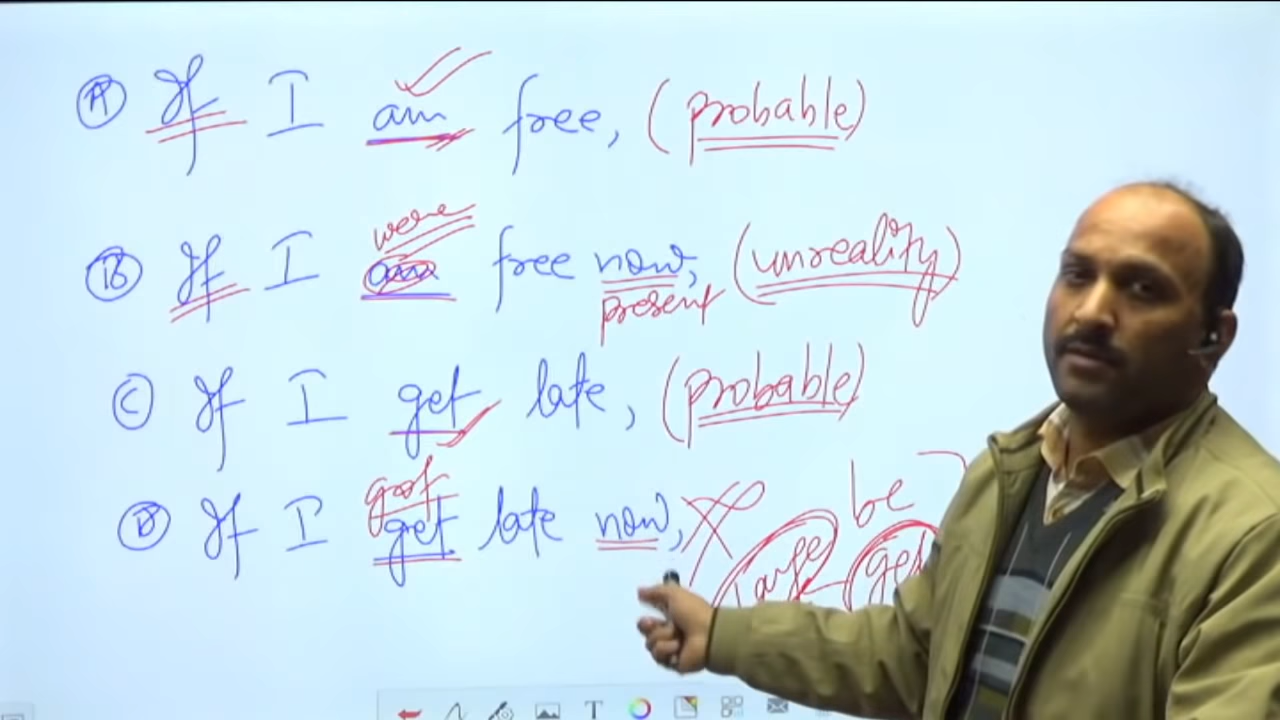 A If I am free, (probable)
were
B If I am free now, (unreality)
present
C If I get late, (probable)
got be
D If I get late now,
get
T